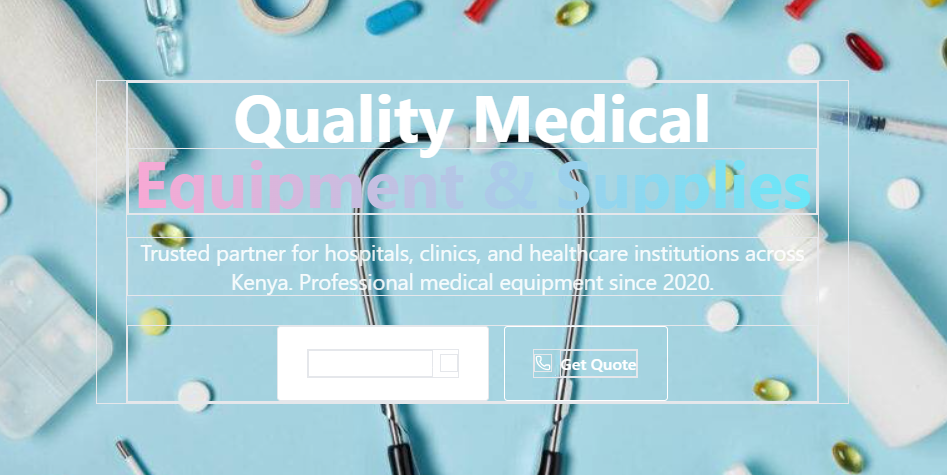 Quality Medical
Equipment & Supplies
Trusted partner for hospitals, clinics, and healthcare institutions across
Kenya. Professional medical equipment since 2020.
Get Quote